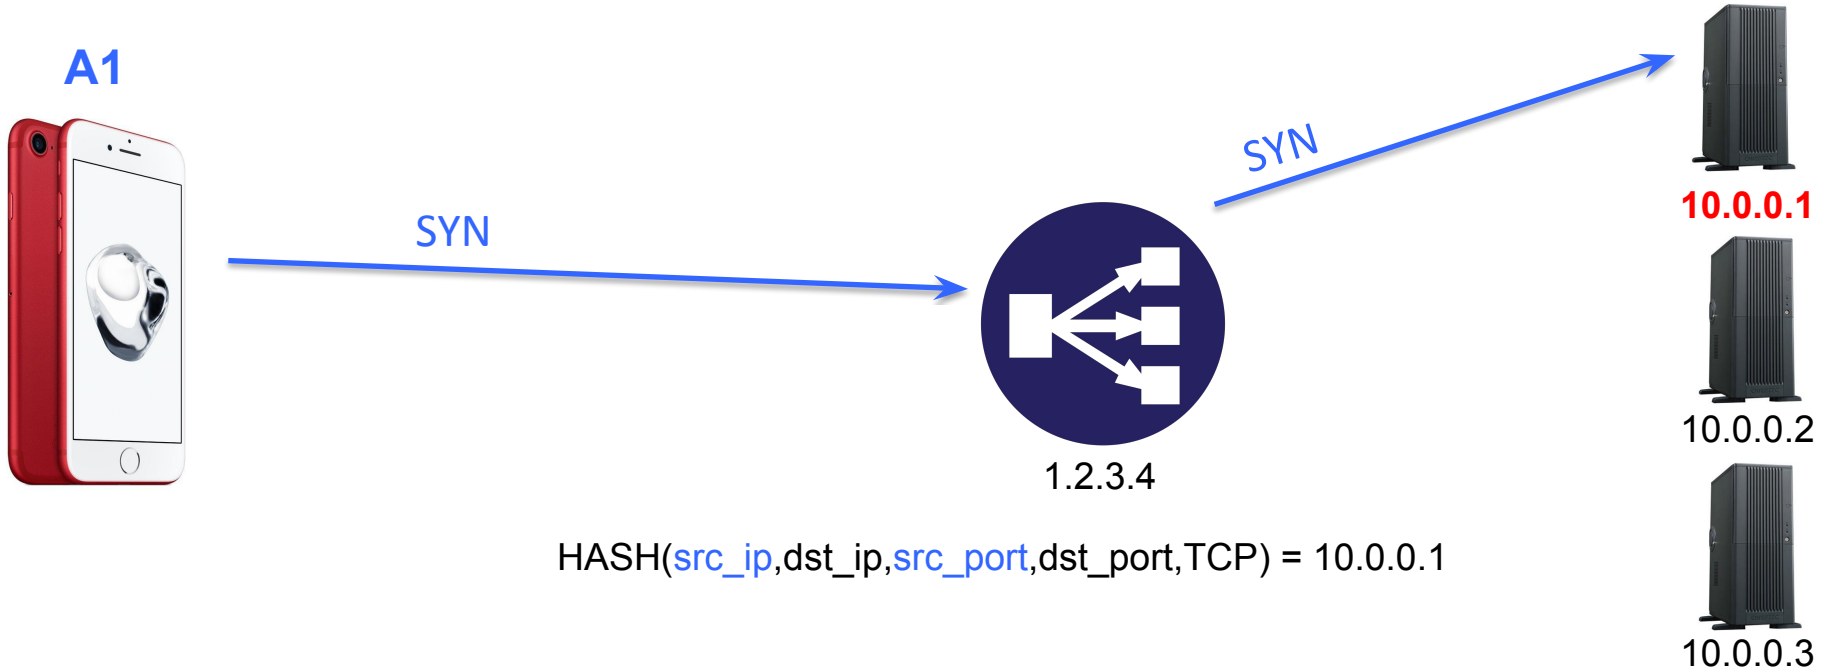 A1
SYN
SYN
10.0.0.1
10.0.0.2
1.2.3.4
HASH(src_ip,dst_ip,src_port,dst_port,TCP) = 10.0.0.1
10.0.0.3